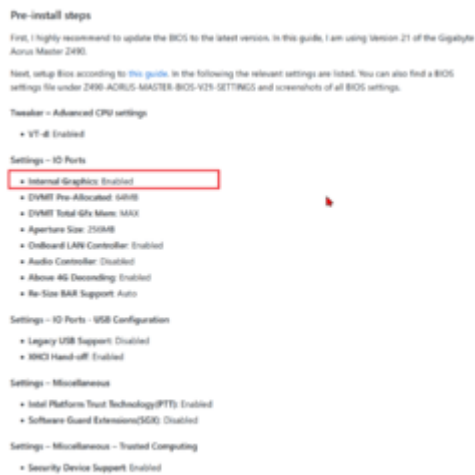 Pre-install steps
First, I highly recommend to update the BIOS to the latest version. In this guide, I am using Version 21 of the Gigabyte
Aorus Master Z490.
Next, setup Bios according to this guide. In the following the relevant settings are listed. You can also find a BIOS
settings file under Z490-AORUS-MASTER-BIOS-V21-SETTINGS and screenshots of all BIOS settings.
Tweaker – Advanced CPU settings
• VT-d: Enabled
Settings – IO Ports
• Internal Graphics: Enabled
• DVMT Pre-Allocated: 64MB
• DVMT Total Gfx Mem: MAX
• Aperture Size: 256MB
• OnBoard LAN Controller: Enabled
• Audio Controller: Disabled
• Above 4G Deconding: Enabled
• Re-Size BAR Support: Auto
Settings – IO Ports - USB Configuration
• Legacy USB Support: Disabled
• XHCI Hand-off: Enabled
Settings – Miscellaneous
• Intel Platform Trust Technology(PTT): Enabled
• Software Guard Extensions(SGX): Disabled
Settings – Miscellaneous – Trusted Computing
• Security Device Support: Enabled